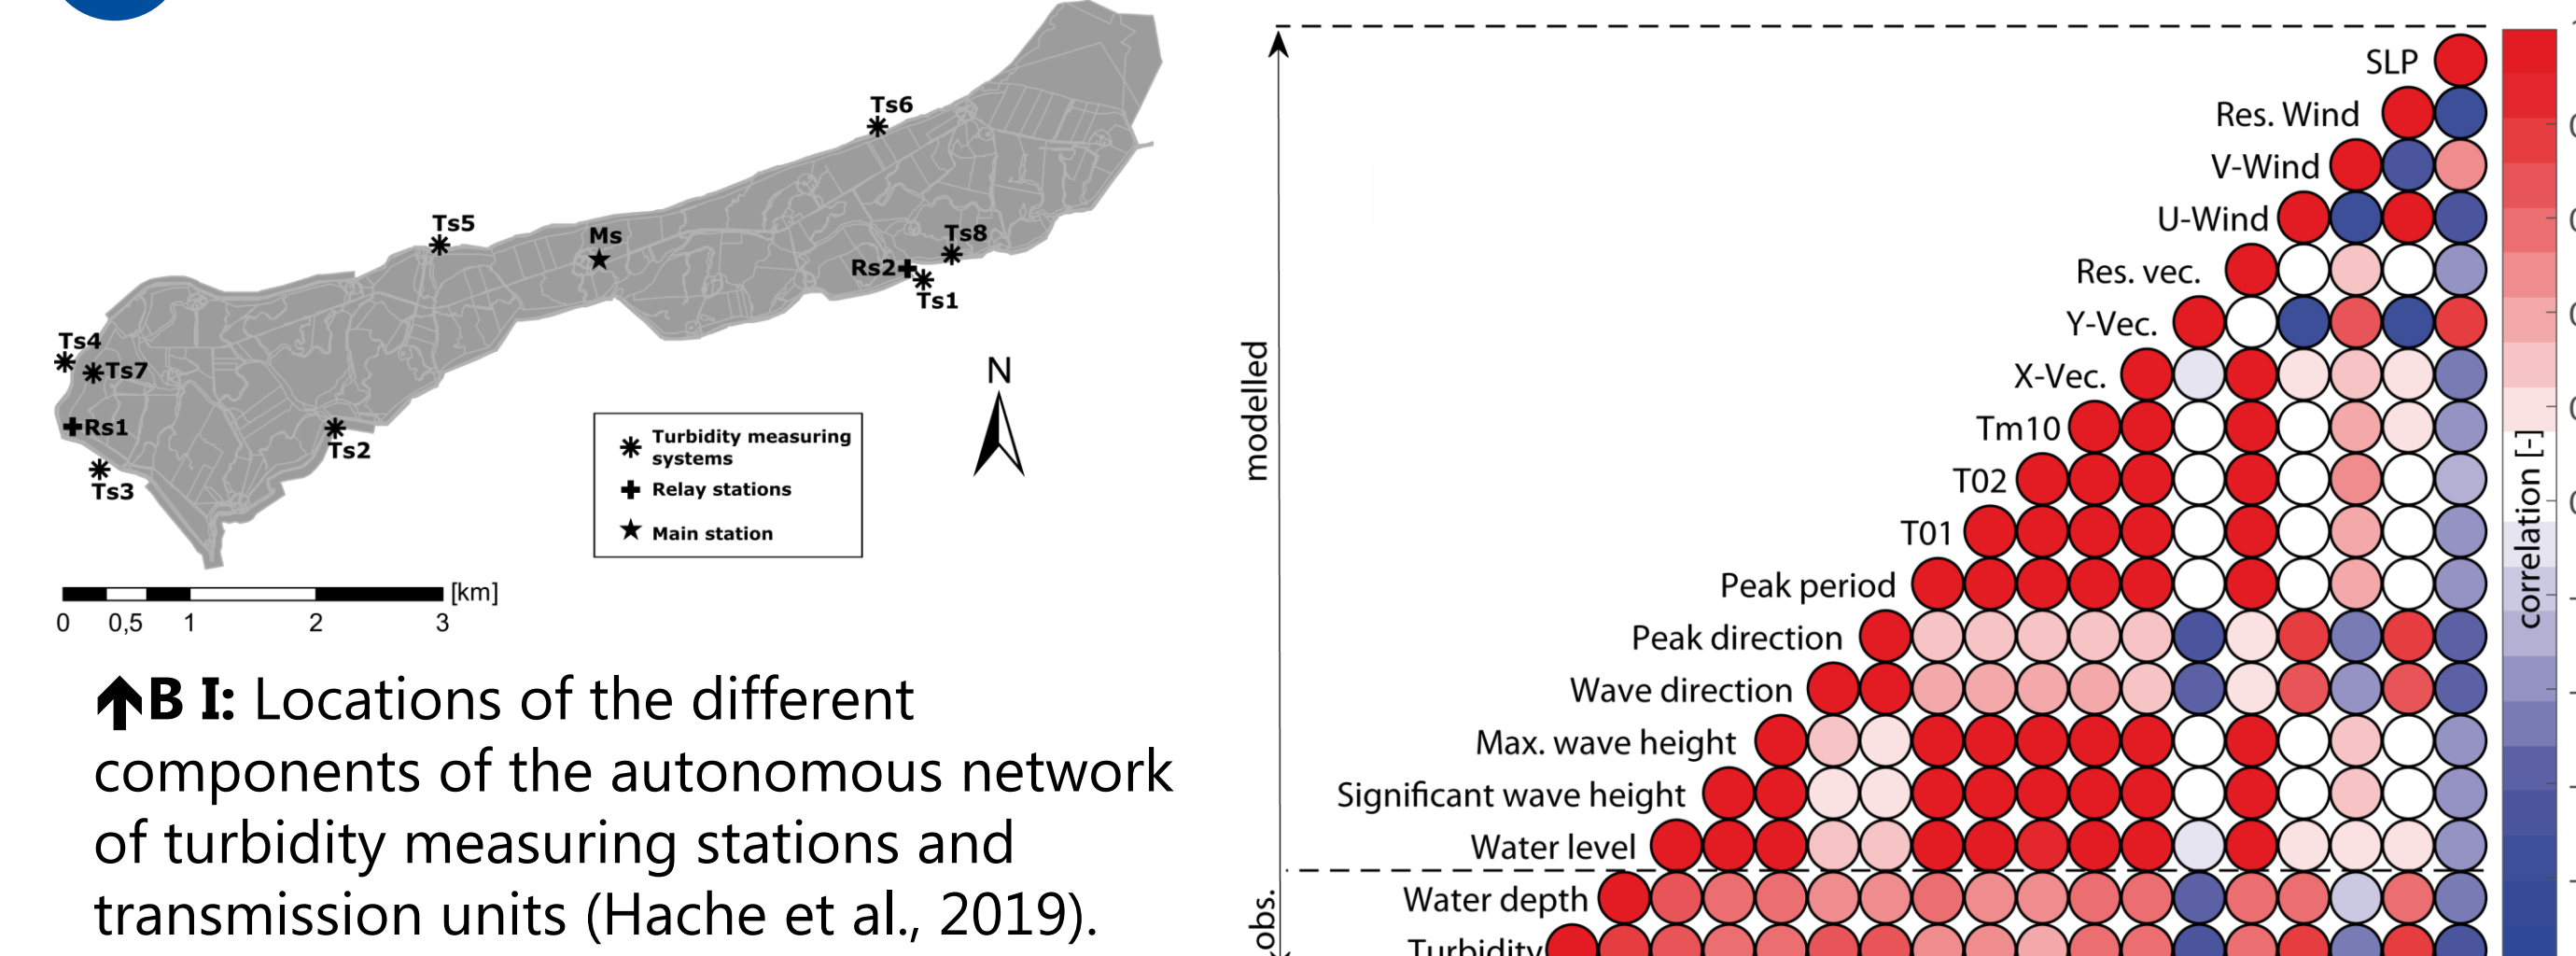 Ts6
Ts5
Ms
Ts8
Rs2
Ts1
Ts4
Ts7
Rs1
Ts2
Ts3
N
Turbidity measuring
systems
Relay stations
Main station
[km]
0 0,5 1 2 3
B I: Locations of the different
components of the autonomous network
of turbidity measuring stations and
transmission units (Hache et al., 2019).
modelled
obs.
SLP
Res. Wind
V-Wind
U-Wind
Res. vec.
Y-Vec.
X-Vec.
Tm10
T02
T01
Peak period
Peak direction
Wave direction
Max. wave height
Significant wave height
Water level
Water depth
Turbidity
correlation [-]